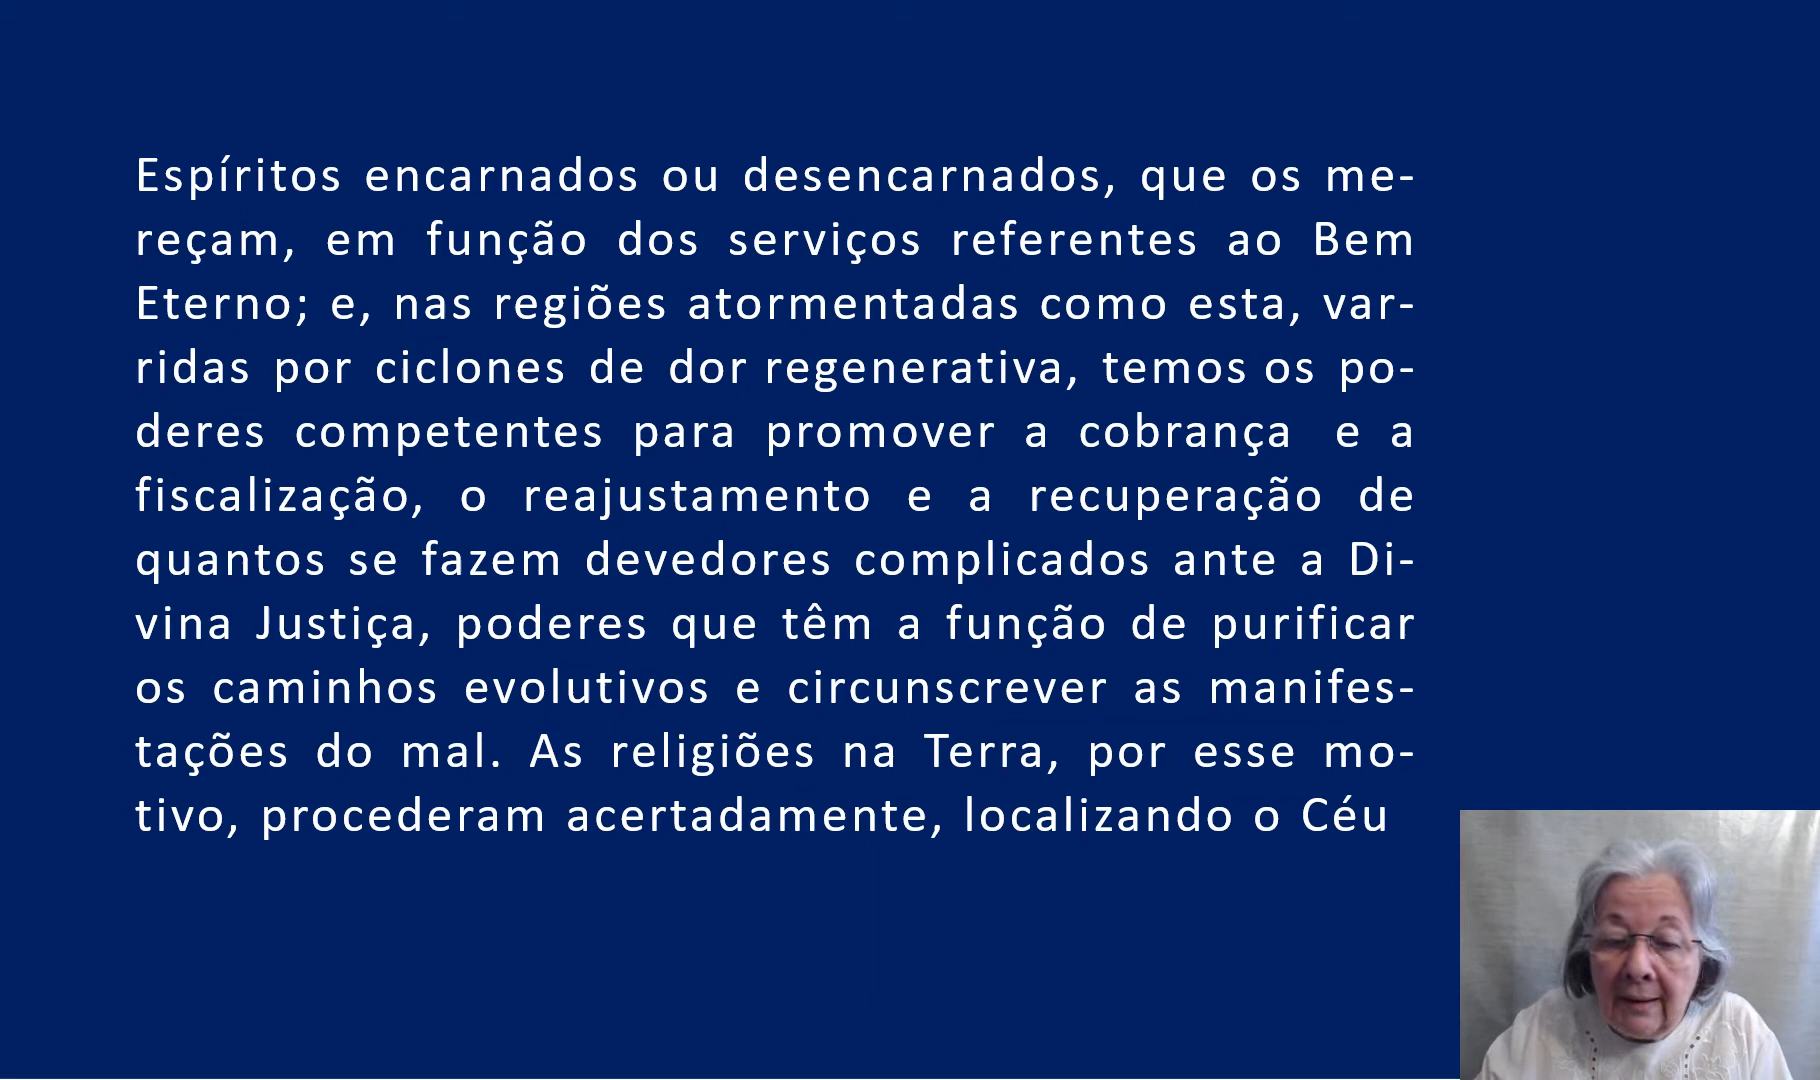 Espíritos encarnados ou desencarnados, que os me-
reçam, em função dos serviços referentes ao Bem
Eterno; e, nas regiões atormentadas como esta, var-
ridas por ciclones de dor regenerativa, temos os po-
deres competentes para promover a cobrança e a
fiscalização, o reajustamento e a recuperação de
quantos se fazem devedores complicados ante a Di-
vina Justiça, poderes que têm a função de purificar
os caminhos evolutivos e circunscrever as manifes-
tações do mal. As religiões na Terra, por esse mo-
tivo, procederam acertadamente, localizando o Céu